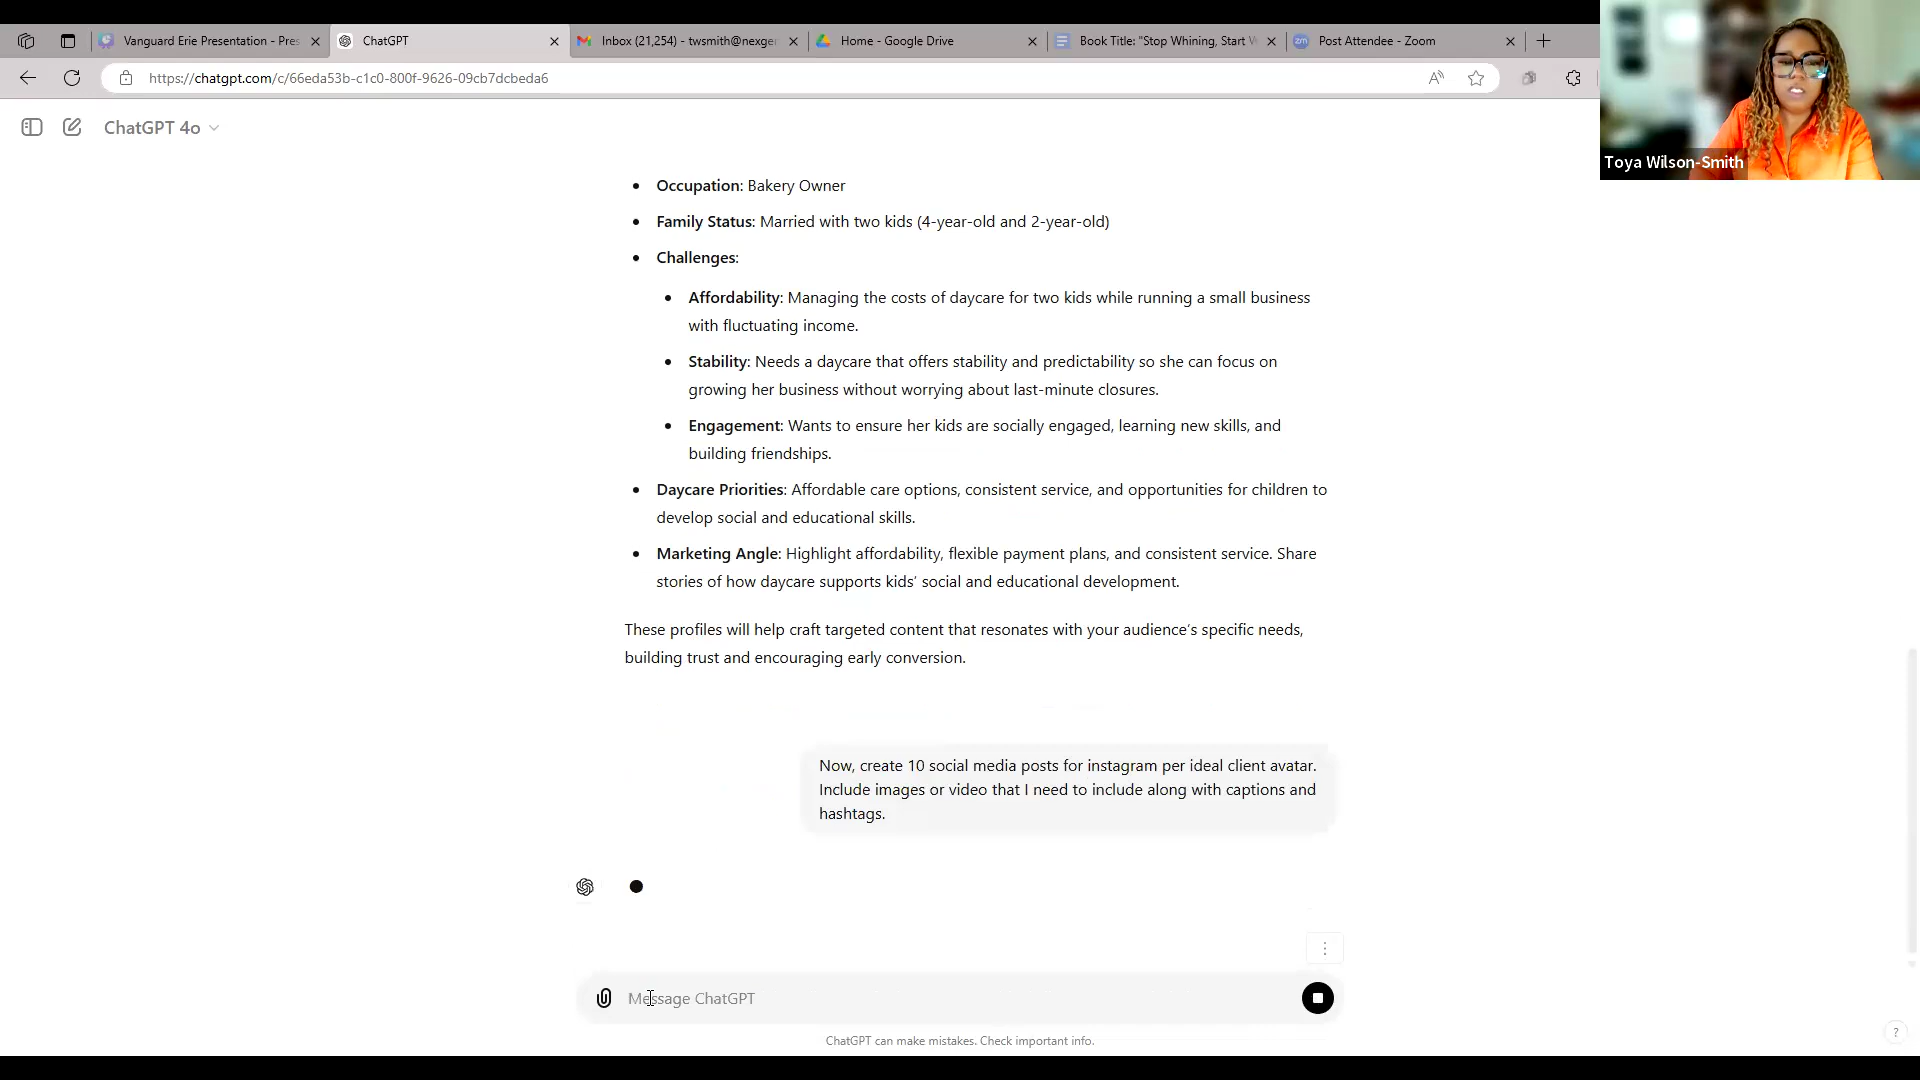 Vanguard Erie Presentation - Pres
ChatGPT
Inbox (21,254) - twsmith@nexge
Home - Google Drive
Book Title: "Stop Whining, Start W
Post Attendee - Zoom
https://chatgpt.com/c/66eda53b-c1c0-800f-9626-09cb7dcbeda6
Toya Wilson-Smith
ChatGPT 4o
• Occupation: Bakery Owner
• Family Status: Married with two kids (4-year-old and 2-year-old)
• Challenges:
• Affordability: Managing the costs of daycare for two kids while running a small business
with fluctuating income.
• Stability: Needs a daycare that offers stability and predictability so she can focus on
growing her business without worrying about last-minute closures.
• Engagement: Wants to ensure her kids are socially engaged, learning new skills, and
building friendships.
• Daycare Priorities: Affordable care options, consistent service, and opportunities for children to
develop social and educational skills.
• Marketing Angle: Highlight affordability, flexible payment plans, and consistent service. Share
stories of how daycare supports kids’ social and educational development.
These profiles will help craft targeted content that resonates with your audience’s specific needs,
building trust and encouraging early conversion.
Now, create 10 social media posts for instagram per ideal client avatar.
Include images or video that I need to include along with captions and
hashtags.
Message ChatGPT
ChatGPT can make mistakes. Check important info.
?